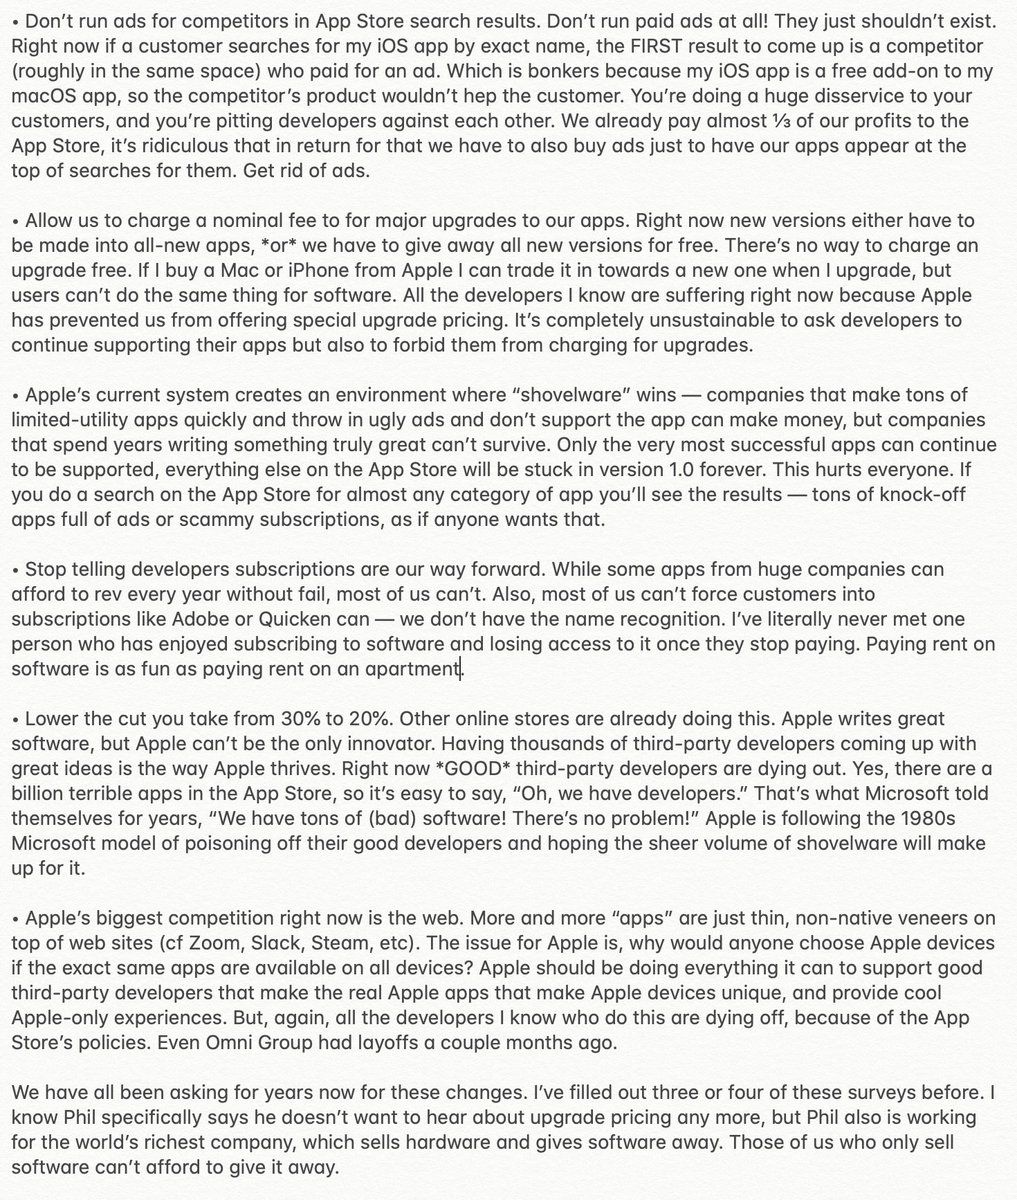 • Don’t run ads for competitors in App Store search results. Don’t run paid ads at all! They just shouldn’t exist.
Right now if a customer searches for my iOS app by exact name, the FIRST result to come up is a competitor
(roughly in the same space) who paid for an ad. Which is bonkers because my iOS app is a free add-on to my
macOS app, so the competitor’s product wouldn’t hep the customer. You’re doing a huge disservice to your
customers, and you’re pitting developers against each other. We already pay almost ⅓ of our profits to the
App Store, it’s ridiculous that in return for that we have to also buy ads just to have our apps appear at the
top of searches for them. Get rid of ads.
• Allow us to charge a nominal fee to for major upgrades to our apps. Right now new versions either have to
be made into all-new apps, *or* we have to give away all new versions for free. There’s no way to charge an
upgrade free. If I buy a Mac or iPhone from Apple I can trade it in towards a new one when I upgrade, but
users can’t do the same thing for software. All the developers I know are suffering right now because Apple
has prevented us from offering special upgrade pricing. It’s completely unsustainable to ask developers to
continue supporting their apps but also to forbid them from charging for upgrades.
• Apple’s current system creates an environment where “shovelware” wins — companies that make tons of
limited-utility apps quickly and throw in ugly ads and don’t support the app can make money, but companies
that spend years writing something truly great can’t survive. Only the very most successful apps can continue
to be supported, everything else on the App Store will be stuck in version 1.0 forever. This hurts everyone. If
you do a search on the App Store for almost any category of app you’ll see the results — tons of knock-off
apps full of ads or scammy subscriptions, as if anyone wants that.
• Stop telling developers subscriptions are our way forward. While some apps from huge companies can
afford to rev every year without fail, most of us can’t. Also, most of us can’t force customers into
subscriptions like Adobe or Quicken can — we don’t have the name recognition. I’ve literally never met one
person who has enjoyed subscribing to software and losing access to it once they stop paying. Paying rent on
software is as fun as paying rent on an apartment.
• Lower the cut you take from 30% to 20%. Other online stores are already doing this. Apple writes great
software, but Apple can’t be the only innovator. Having thousands of third-party developers coming up with
great ideas is the way Apple thrives. Right now *GOOD* third-party developers are dying out. Yes, there are a
billion terrible apps in the App Store, so it’s easy to say, “Oh, we have developers.” That’s what Microsoft told
themselves for years, “We have tons of (bad) software! There’s no problem!” Apple is following the 1980s
Microsoft model of poisoning off their good developers and hoping the sheer volume of shovelware will make
up for it.
• Apple’s biggest competition right now is the web. More and more “apps” are just thin, non-native veneers on
top of web sites (cf Zoom, Slack, Steam, etc). The issue for Apple is, why would anyone choose Apple devices
if the exact same apps are available on all devices? Apple should be doing everything it can to support good
third-party developers that make the real Apple apps that make Apple devices unique, and provide cool
Apple-only experiences. But, again, all the developers I know who do this are dying off, because of the App
Store’s policies. Even Omni Group had layoffs a couple months ago.
We have all been asking for years now for these changes. I’ve filled out three or four of these surveys before. I
know Phil specifically says he doesn’t want to hear about upgrade pricing any more, but Phil also is working
for the world’s richest company, which sells hardware and gives software away. Those of us who only sell
software can’t afford to give it away.